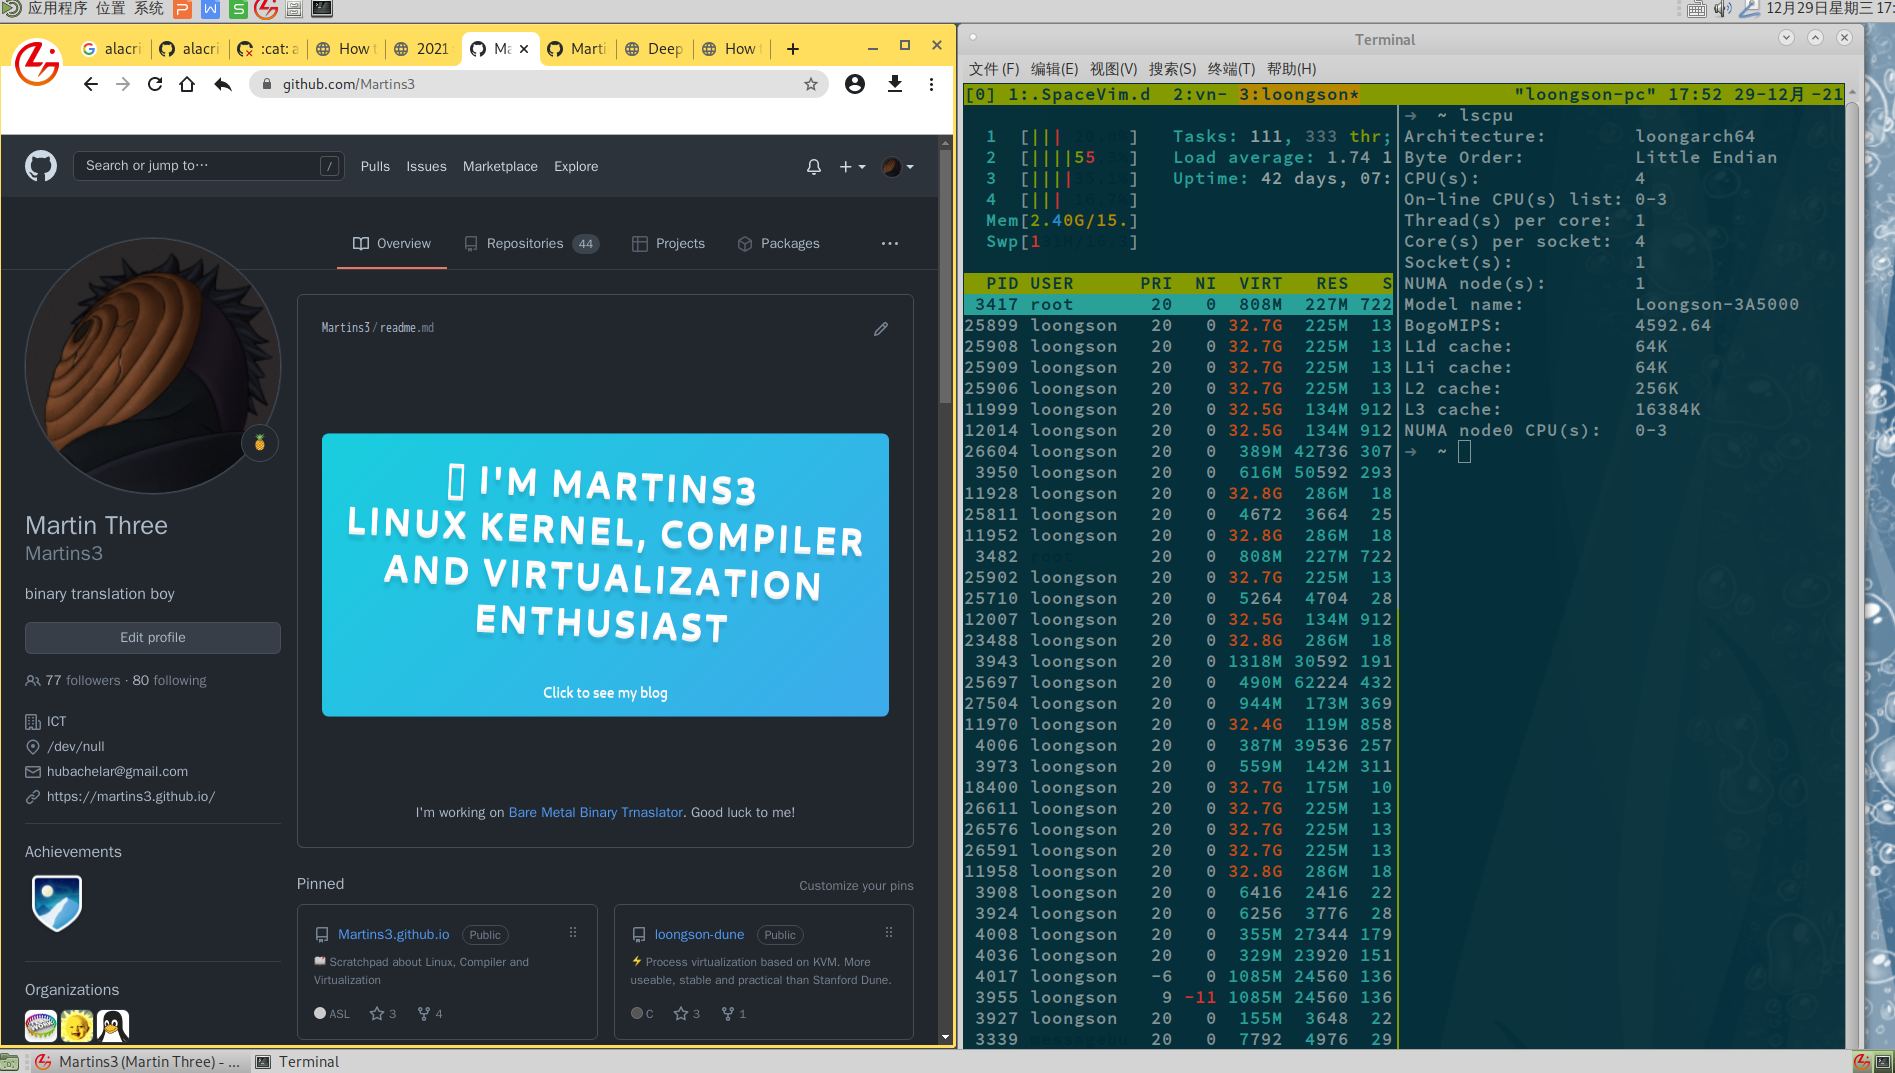 应用程序 位置 系统
12月29日星期三 17:
alacri
alacri
:cat: a
How t
2021
Ma
Marti
Deep
How
github.com/Martins3
Search or jump to…
/
Pulls
Issues
Marketplace
Explore
Overview
Repositories 44
Projects
Packages
Martins3/readme.md
I'M MARTINS3
LINUX KERNEL, COMPILER
AND VIRTUALIZATION
ENTHUSIAST
Click to see my blog
I'm working on Bare Metal Binary Trnaslator. Good luck to me!
Martin Three
Martins3
binary translation boy
Edit profile
77 followers · 80 following
ICT
/dev/null
hubachelar@gmail.com
https://martins3.github.io/
Achievements
Organizations
Pinned
Customize your pins
Martins3.github.io Public
Scratchpad about Linux, Compiler and
Virtualization
ASL 3 4
loongson-dune Public
Process virtualization based on KVM. More
useable, stable and practical than Stanford Dune.
C 3 1
Terminal
文件(F) 编辑(E) 视图(V) 搜索(S) 终端(T) 帮助(H)
[0] 1:.SpaceVim.d 2:vn- 3:loongson* "loongson-pc" 17:52 29-12月-21
1 [||| ] Tasks: 111, 333 thr;
2 [||||55 ] Load average: 1.74 1
3 [|||| ] Uptime: 42 days, 07:
4 [||| ]
Mem[2.40G/15.]
Swp[1 ]
PID USER PRI NI VIRT RES S
3417 root 20 0 808M 227M 722
25899 loongson 20 0 32.7G 225M 13
25908 loongson 20 0 32.7G 225M 13
25909 loongson 20 0 32.7G 225M 13
25906 loongson 20 0 32.7G 225M 13
11999 loongson 20 0 32.5G 134M 912
12014 loongson 20 0 32.5G 134M 912
26604 loongson 20 0 389M 42736 307
3950 loongson 20 0 616M 50592 293
11928 loongson 20 0 32.8G 286M 18
25811 loongson 20 0 4672 3664 25
11952 loongson 20 0 32.8G 286M 18
3482 root 20 0 808M 227M 722
25902 loongson 20 0 32.7G 225M 13
25710 loongson 20 0 5264 4704 28
12007 loongson 20 0 32.5G 134M 912
23488 loongson 20 0 32.8G 286M 18
3943 loongson 20 0 1318M 30592 191
25697 loongson 20 0 490M 62224 432
27504 loongson 20 0 944M 173M 369
11970 loongson 20 0 32.4G 119M 858
4006 loongson 20 0 387M 39536 257
3973 loongson 20 0 559M 142M 311
18400 loongson 20 0 32.7G 175M 10
26611 loongson 20 0 32.7G 225M 13
26576 loongson 20 0 32.7G 225M 13
26591 loongson 20 0 32.7G 225M 13
11958 loongson 20 0 32.8G 286M 18
3908 loongson 20 0 6416 2416 22
3924 loongson 20 0 6256 3776 28
4008 loongson 20 0 355M 27344 179
4036 loongson 20 0 329M 23920 151
4017 loongson -6 0 1085M 24560 136
3955 loongson 9 -11 1085M 24560 136
3927 loongson 20 0 155M 3648 22
3339 20 0 7792 4976 29
→ ~ lscpu
Architecture: loongarch64
Byte Order: Little Endian
CPU(s): 4
On-line CPU(s) list: 0-3
Thread(s) per core: 1
Core(s) per socket: 4
Socket(s): 1
NUMA node(s): 1
Model name: Loongson-3A5000
BogoMIPS: 4592.64
L1d cache: 64K
L1i cache: 64K
L2 cache: 256K
L3 cache: 16384K
NUMA node0 CPU(s): 0-3
→ ~
Martins3 (Martin Three) - ...
Terminal